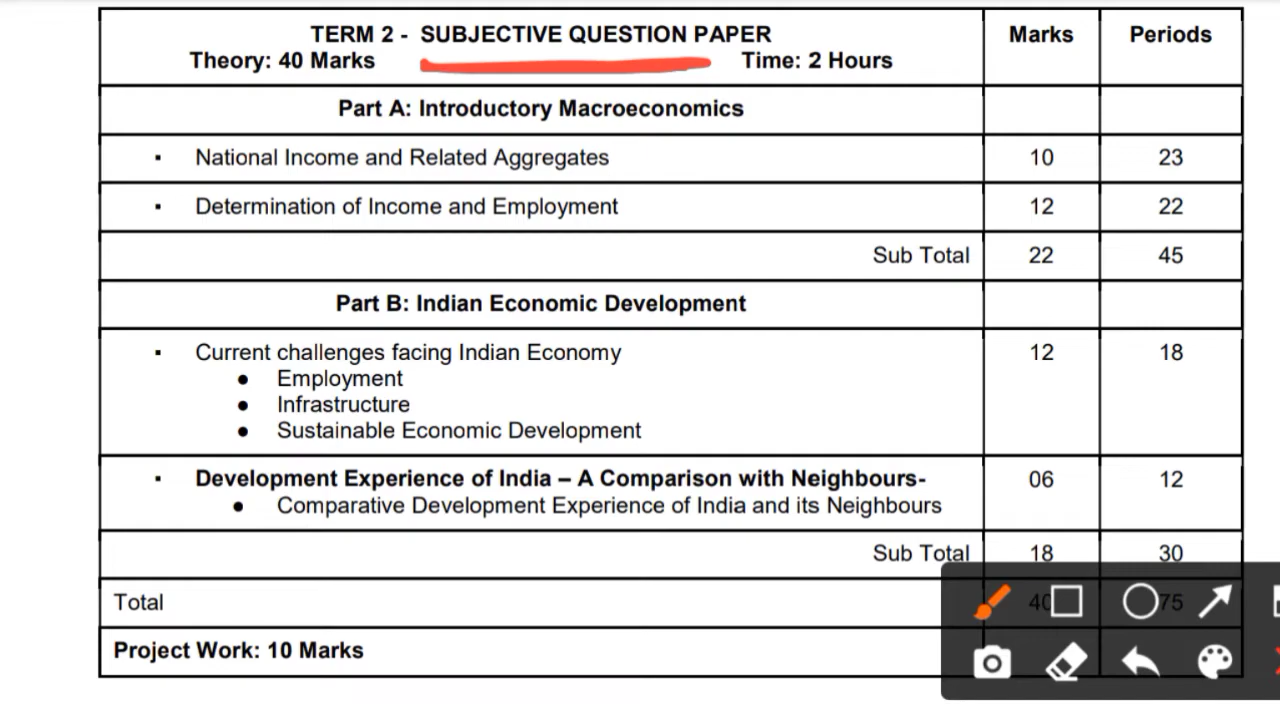 TERM 2 - SUBJECTIVE QUESTION PAPER Marks Periods
Theory: 40 Marks Time: 2 Hours
Part A: Introductory Macroeconomics
▪ National Income and Related Aggregates 10 23
▪ Determination of Income and Employment 12 22
Sub Total 22 45
Part B: Indian Economic Development
▪ Current challenges facing Indian Economy 12 18
● Employment
● Infrastructure
● Sustainable Economic Development
▪ Development Experience of India – A Comparison with Neighbours- 06 12
● Comparative Development Experience of India and its Neighbours
Sub Total 18 30
Total 40 75
Project Work: 10 Marks